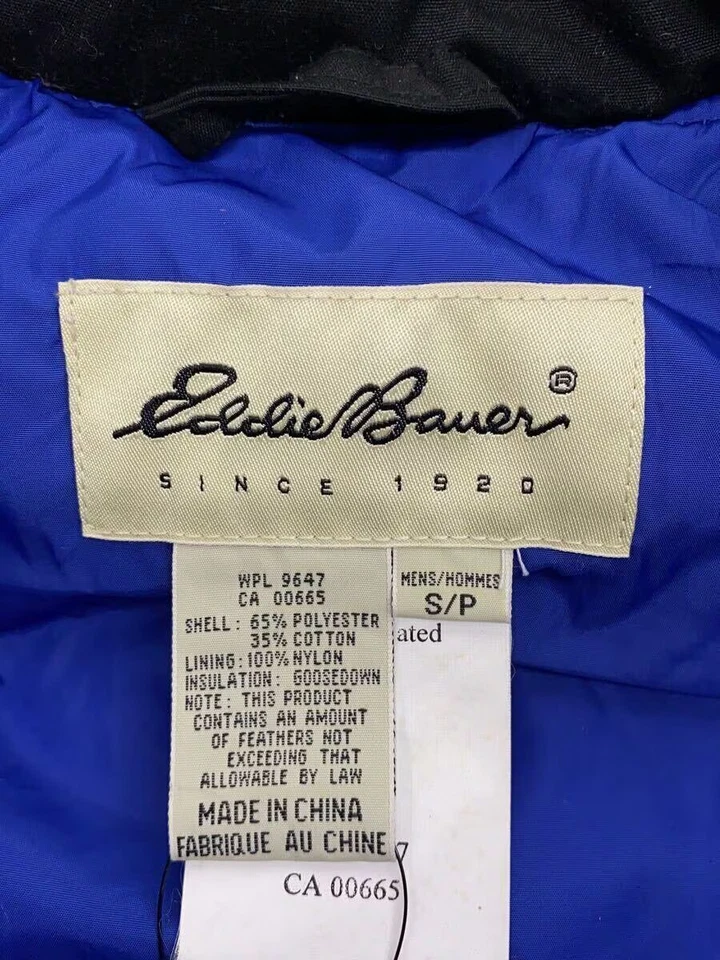 Eddie Bauer ®
SINCE 1920
WPL 9647
CA 00665
SHELL: 65% POLYESTER
35% COTTON
LINING: 100% NYLON
INSULATION: GOOSEDOWN
NOTE: THIS PRODUCT
CONTAINS AN AMOUNT
OF FEATHERS NOT
EXCEEDING THAT
ALLOWABLE BY LAW
MADE IN CHINA
FABRIQUE AU CHINE
MENS/HOMMES
S/P
ated
CA 00665